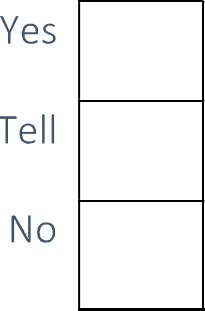 Yes
Tell
No